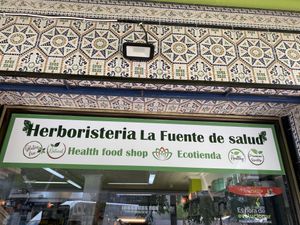 Herboristeria La Fuente de salud
Health food shop Ecotienda